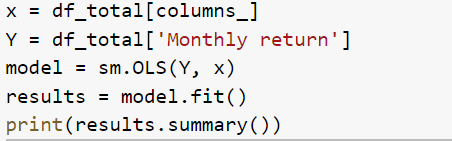 x = df_total[columns_]
Y = df_total['Monthly return']
model = sm.OLS(Y, x)
results = model.fit()
print(results.summary())